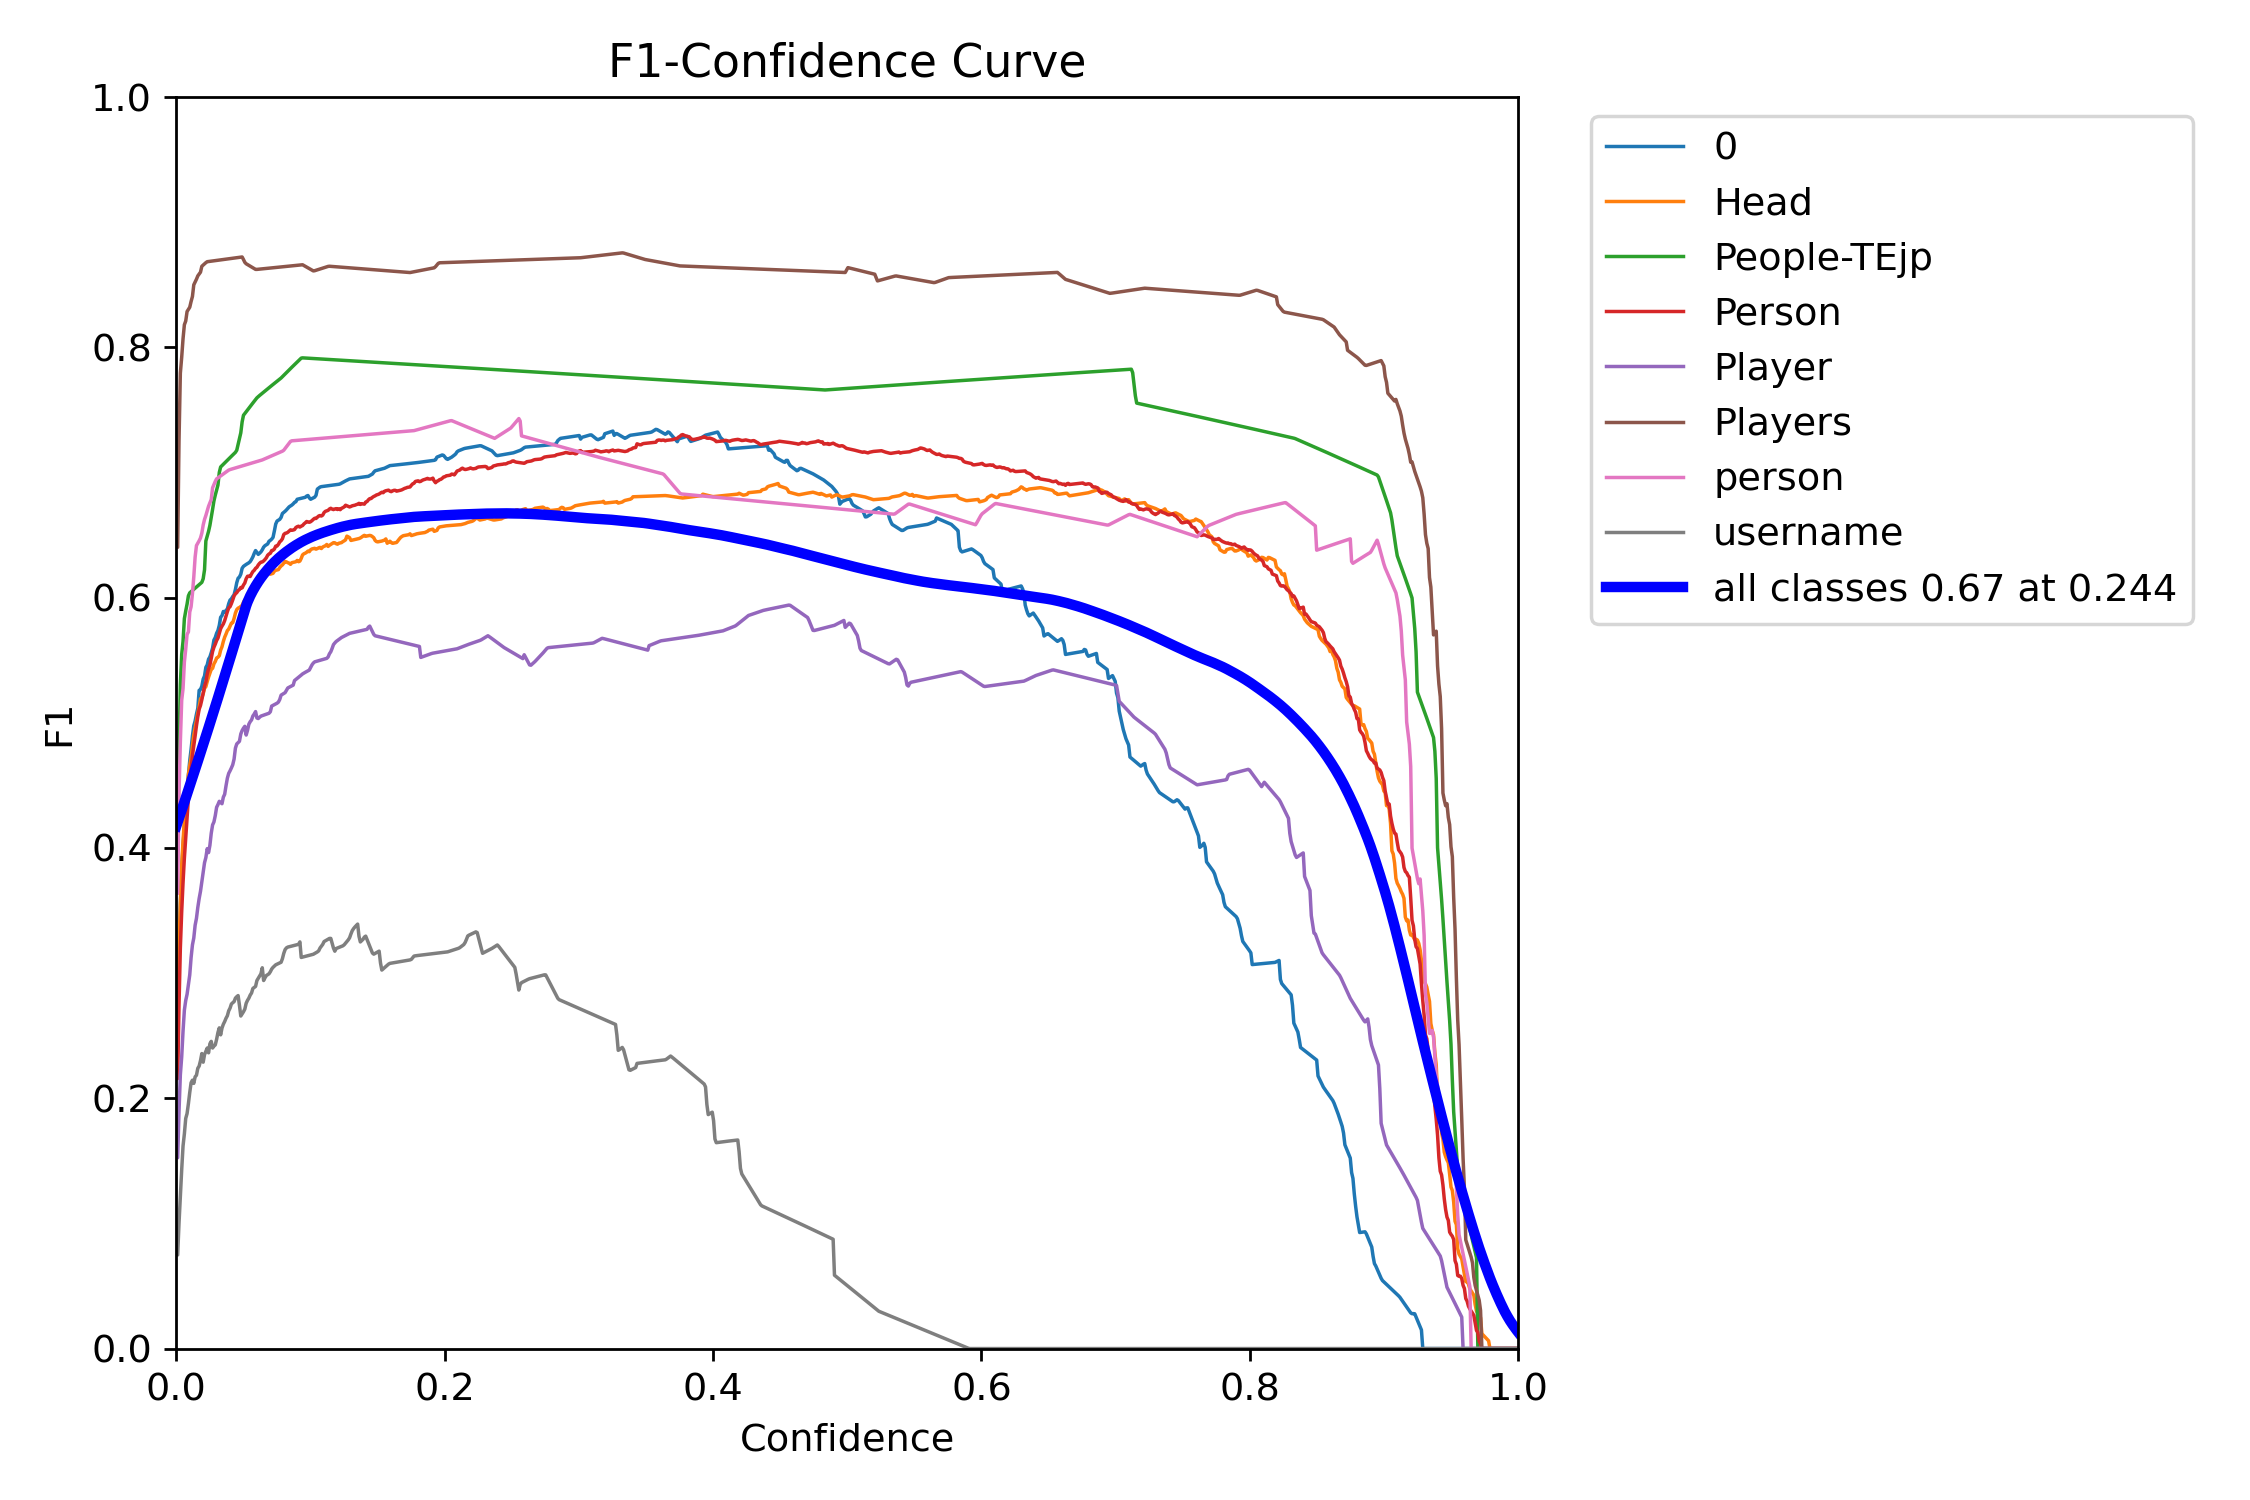 F1-Confidence Curve
1.0
0.8
0.6
0.4
0.2
0.0
F1
0.0 0.2 0.4 0.6 0.8 1.0
Confidence
0
Head
People-TEjp
Person
Player
Players
person
username
all classes 0.67 at 0.244